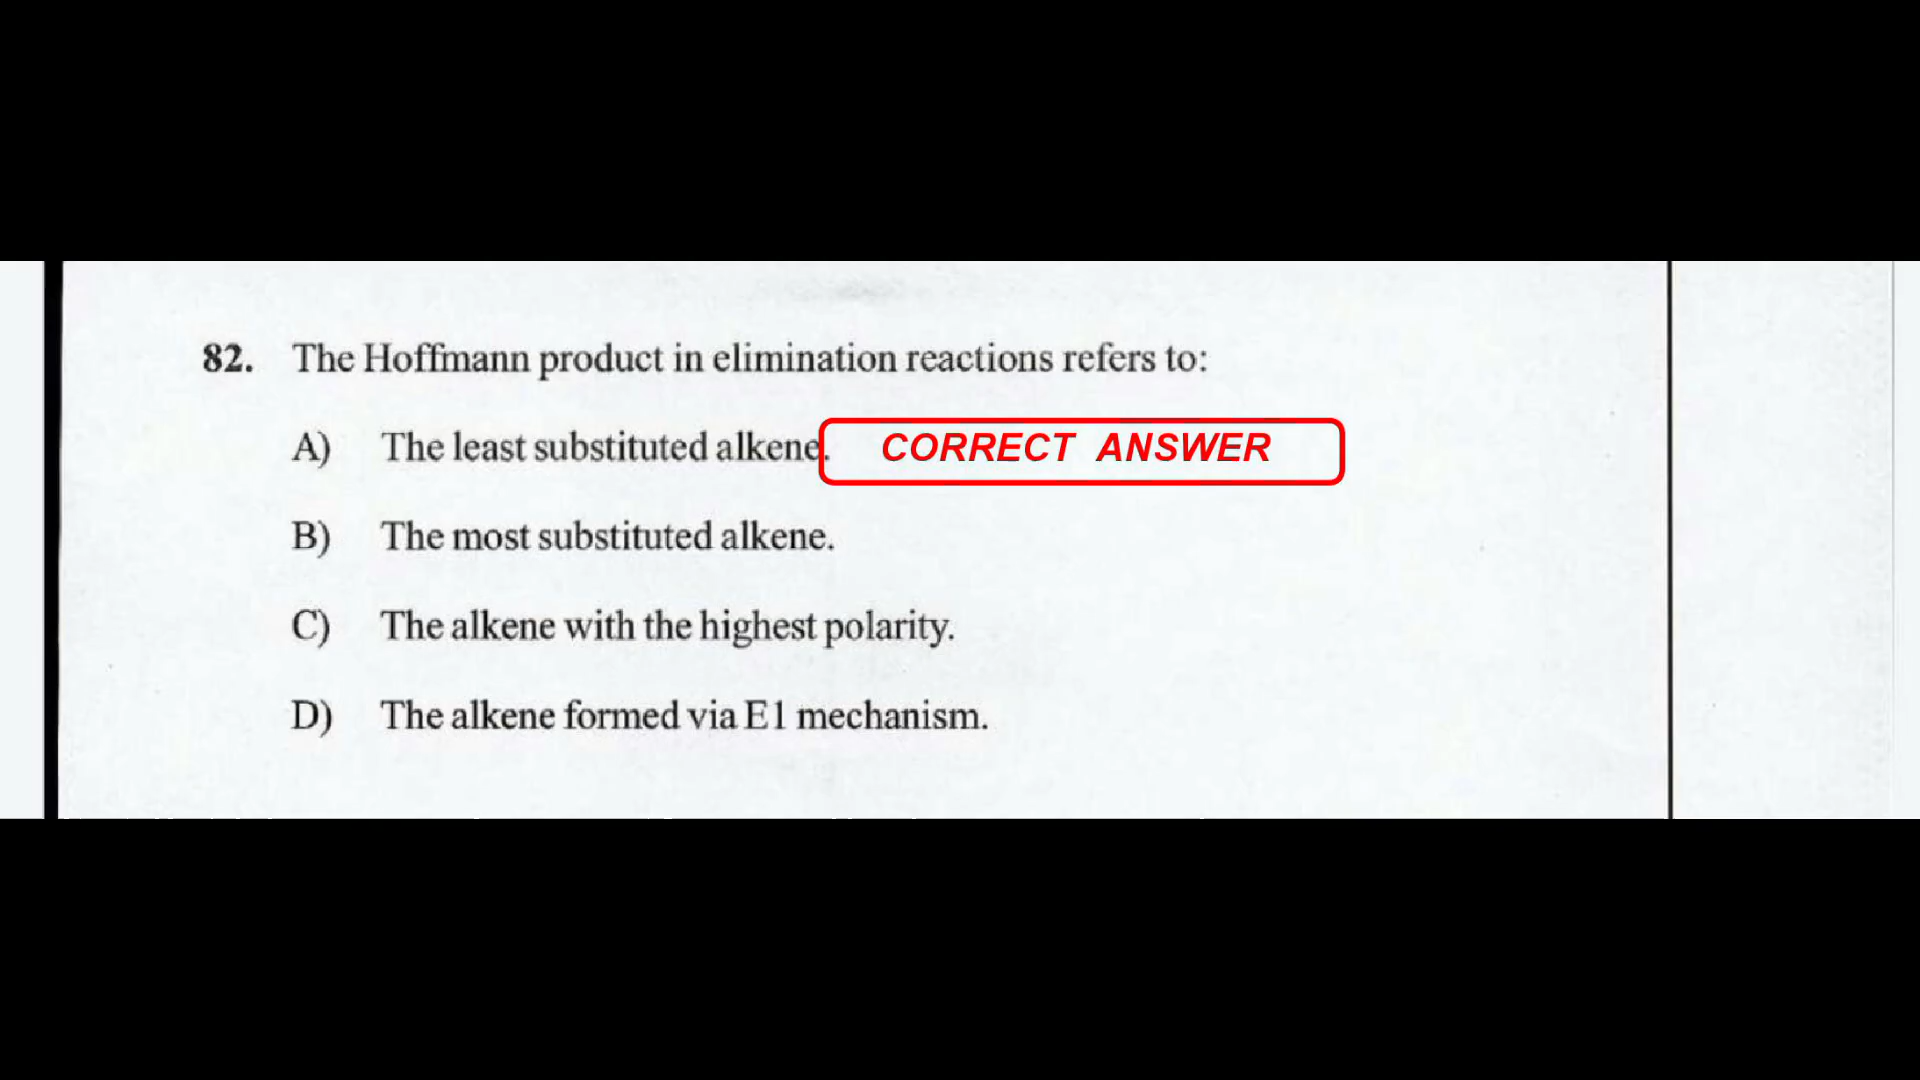 82. The Hoffmann product in elimination reactions refers to:
A) The least substituted alkene. CORRECT ANSWER
B) The most substituted alkene.
C) The alkene with the highest polarity.
D) The alkene formed via E1 mechanism.